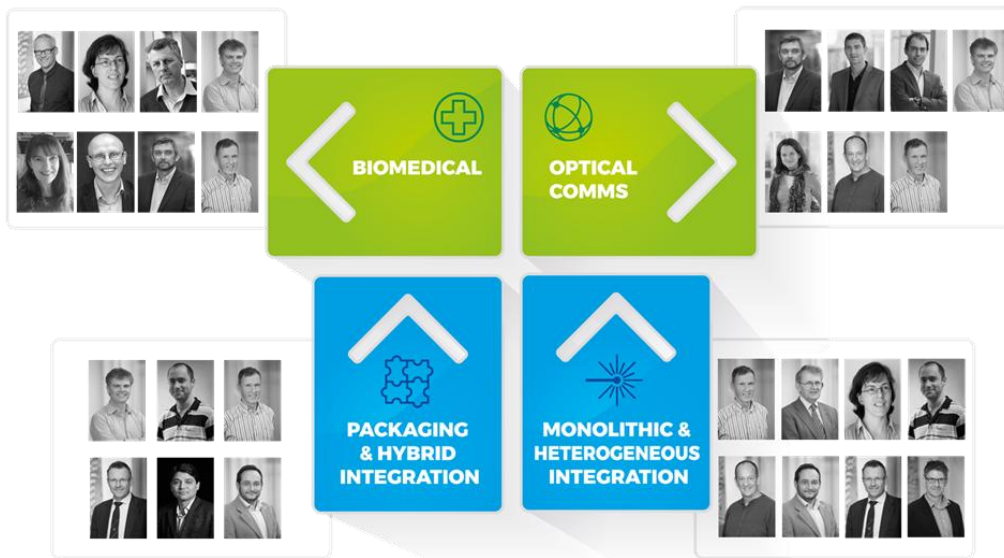 BIOMEDICAL
OPTICAL
COMMS
PACKAGING
& HYBRID
INTEGRATION
MONOLITHIC &
HETEROGENEOUS
INTEGRATION